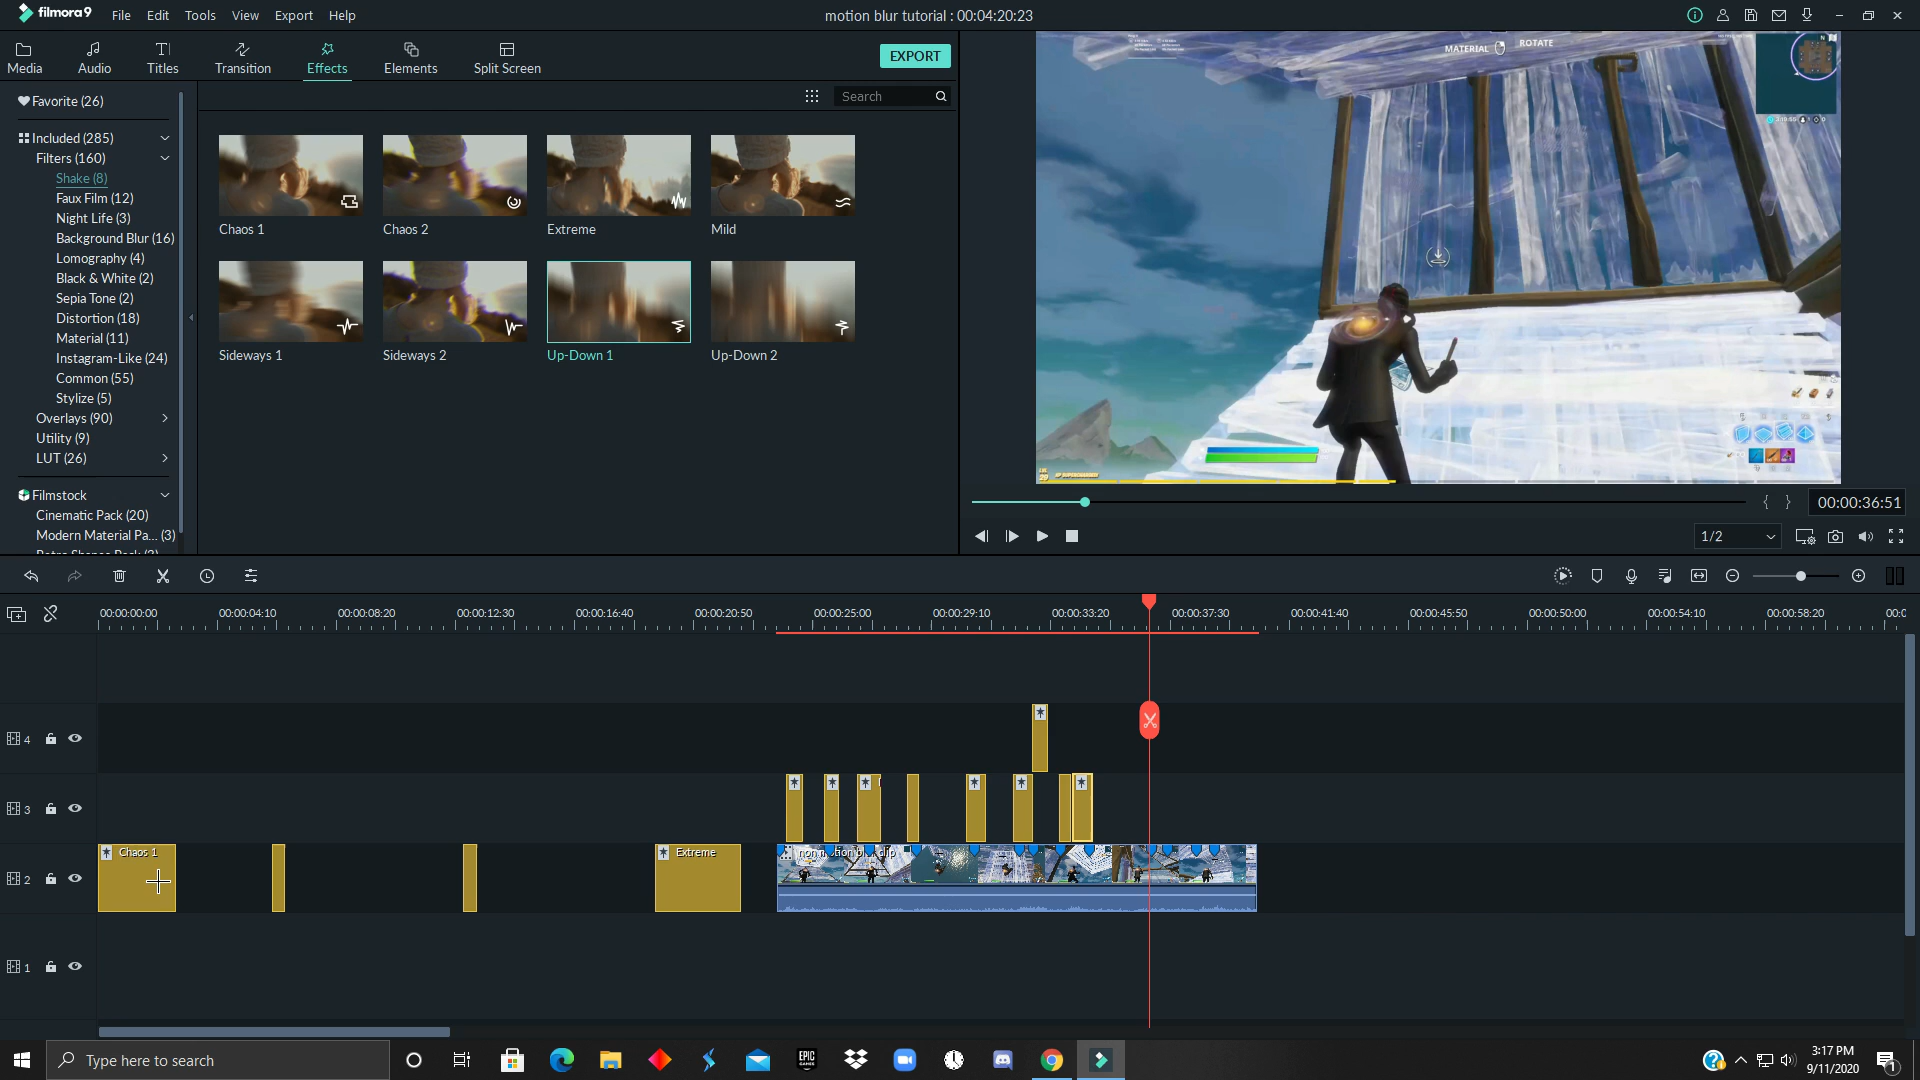 filmora9
File Edit Tools View Export Help
motion blur tutorial : 00:04:20:23
Media Audio Titles Transition Effects Elements Split Screen
EXPORT
Search
Favorite (26)
Included (285)
Filters (160)
Shake (8)
Faux Film (12)
Night Life (3)
Background Blur (16)
Lomography (4)
Black & White (2)
Sepia Tone (2)
Distortion (18)
Material (11)
Instagram-Like (24)
Common (55)
Stylize (5)
Overlays (90)
Utility (9)
LUT (26)
Filmstock
Cinematic Pack (20)
Modern Material Pa... (3)
Chaos 1 Chaos 2 Extreme Mild
Sideways 1 Sideways 2 Up-Down 1 Up-Down 2
MATERIAL ROTATE
{ } 00:00:36:51
1/2
00:00:00:00 00:00:04:10 00:00:08:20 00:00:12:30 00:00:16:40 00:00:20:50 00:00:25:00 00:00:29:10 00:00:33:20 00:00:37:30 00:00:41:40 00:00:45:50 00:00:50:00 00:00:54:10 00:00:58:20 00:0
4
3
2
Chaos 1 Extreme
1
Type here to search
EPIC GAMES
3:17 PM
9/11/2020
1